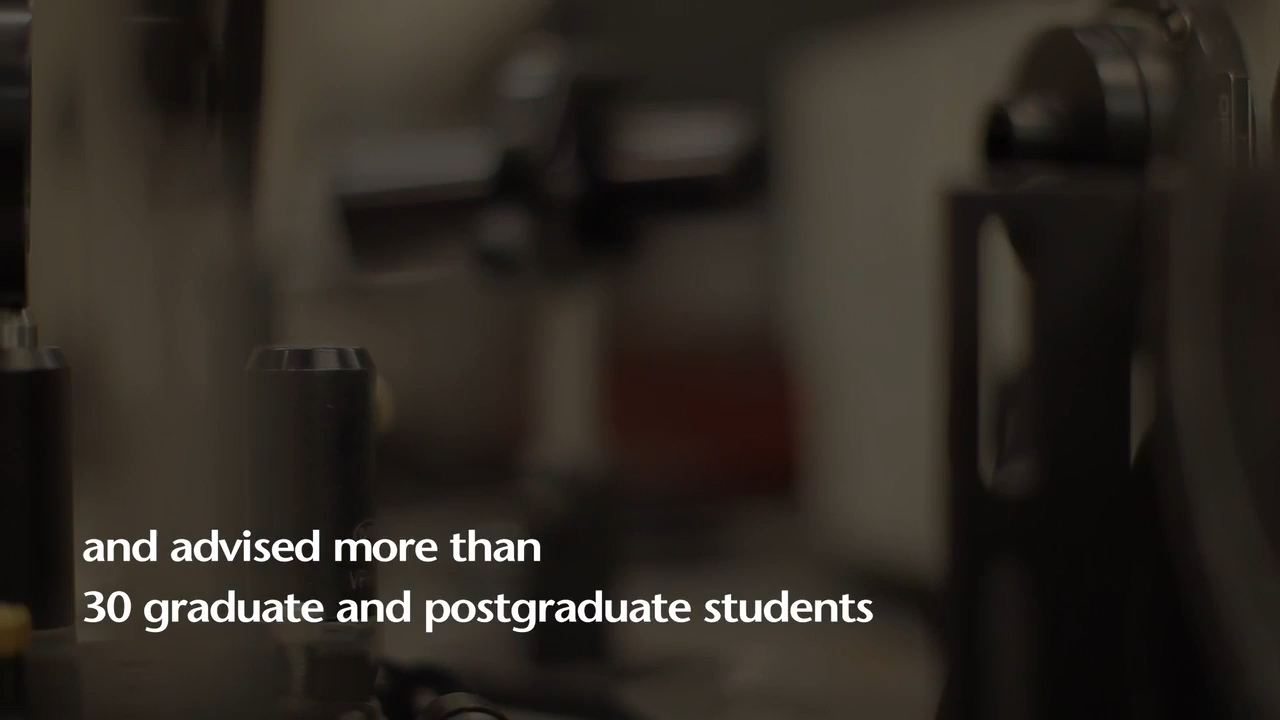 and advised more than
30 graduate and postgraduate students